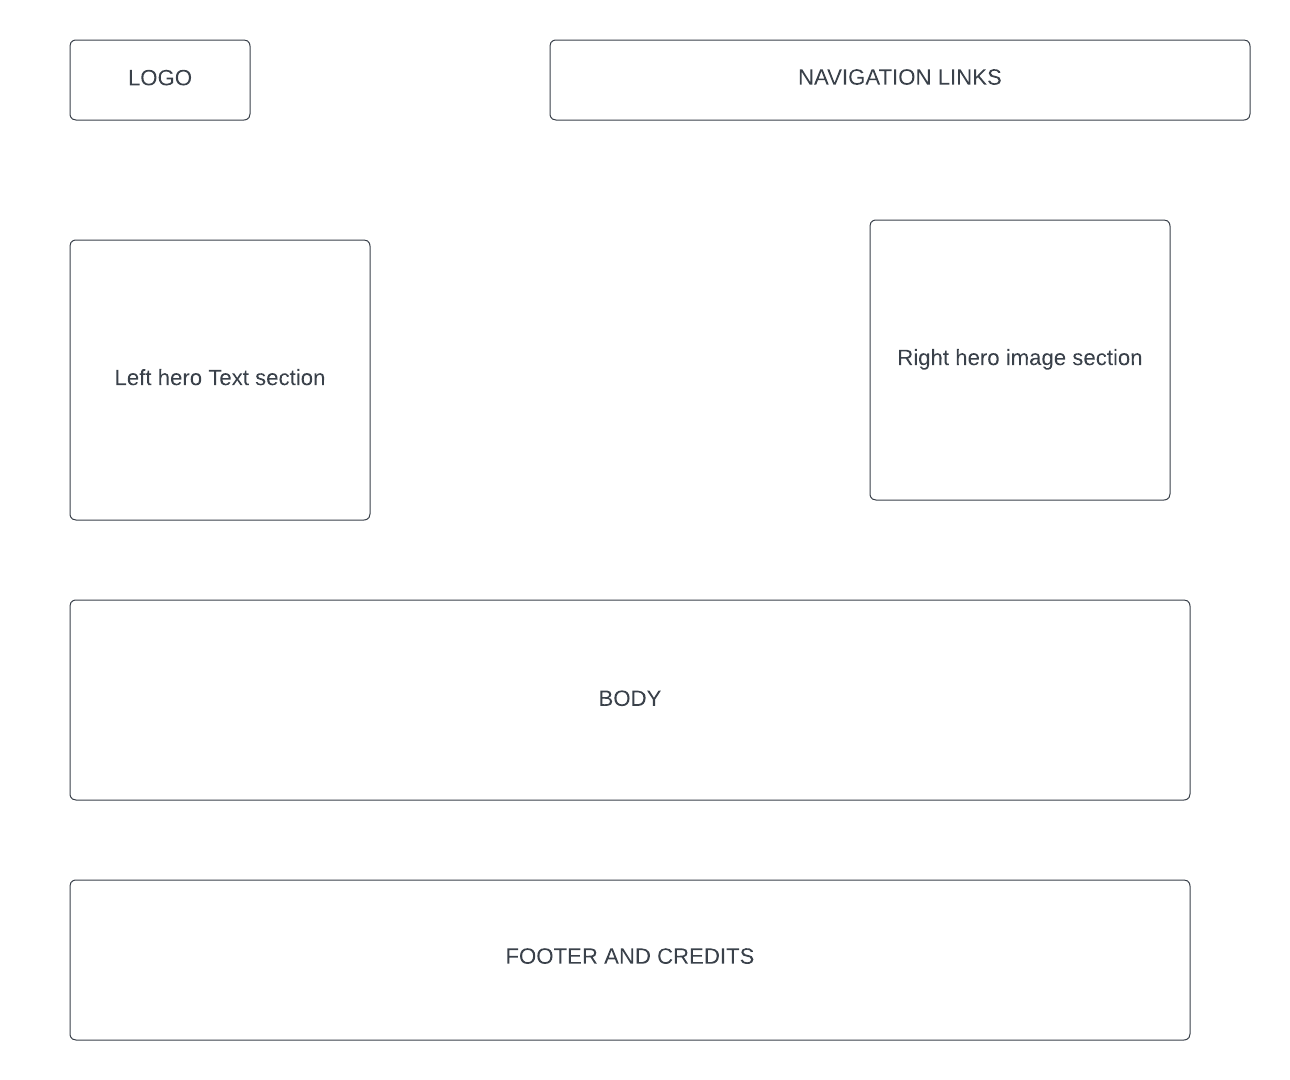 LOGO
NAVIGATION LINKS
Left hero Text section
Right hero image section
BODY
FOOTER AND CREDITS